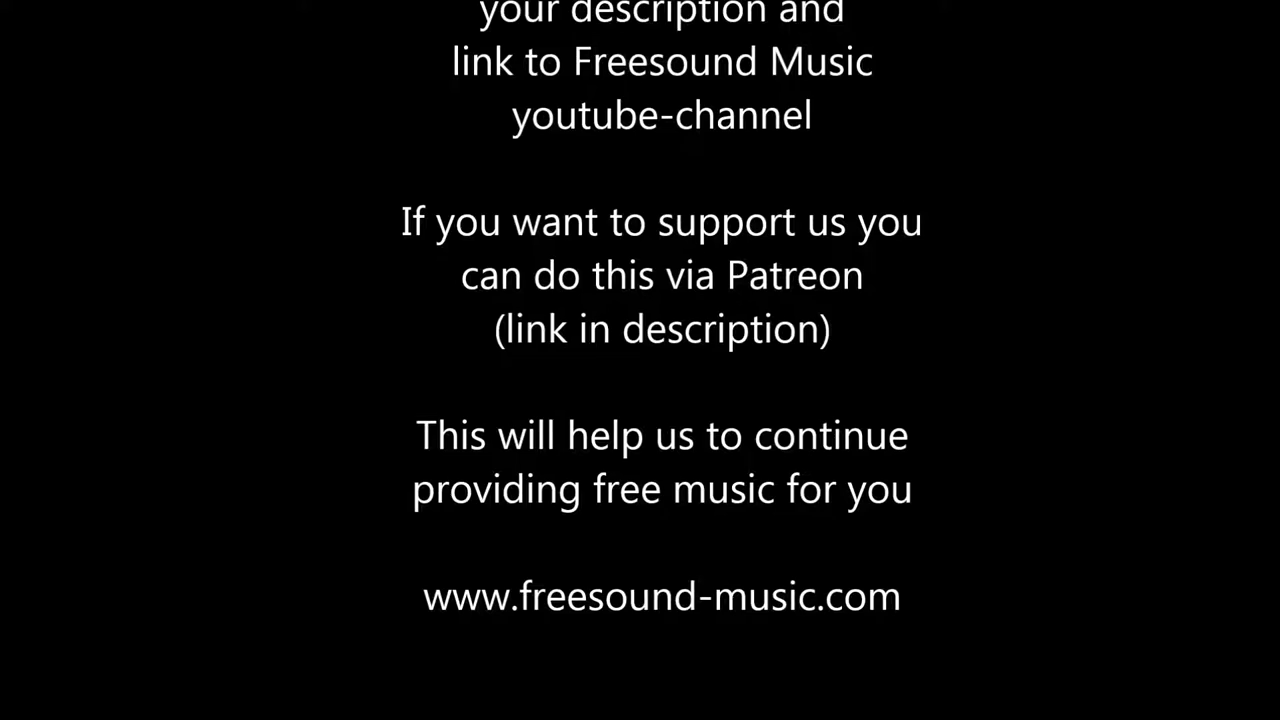 your description and
link to Freesound Music
youtube-channel
If you want to support us you
can do this via Patreon
(link in description)
This will help us to continue
providing free music for you
www.freesound-music.com